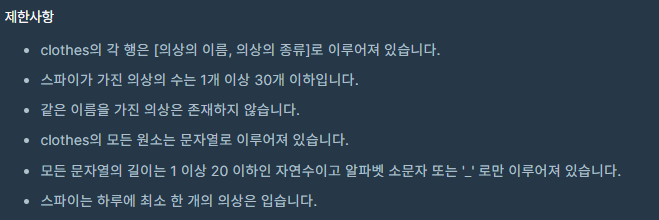 제한사항
• clothes의 각 행은 [의상의 이름, 의상의 종류]로 이루어져 있습니다.
• 스파이가 가진 의상의 수는 1개 이상 30개 이하입니다.
• 같은 이름을 가진 의상은 존재하지 않습니다.
• clothes의 모든 원소는 문자열로 이루어져 있습니다.
• 모든 문자열의 길이는 1 이상 20 이하인 자연수이고 알파벳 소문자 또는 '_' 로만 이루어져 있습니다.
• 스파이는 하루에 최소 한 개의 의상은 입습니다.